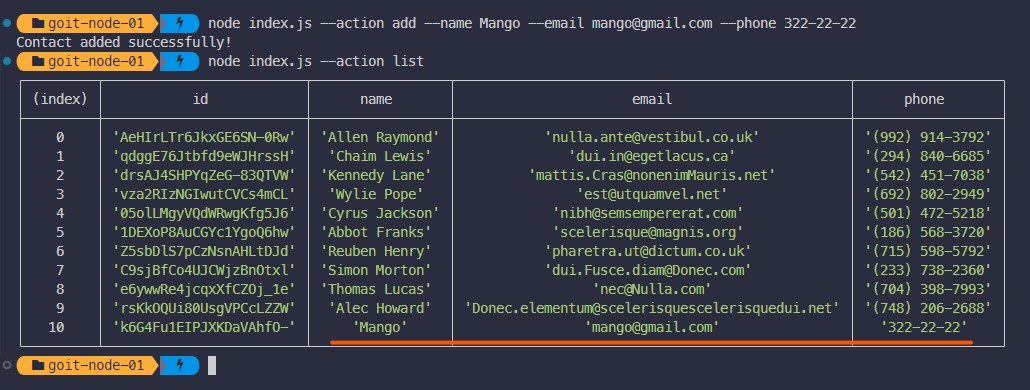 goit-node-01 node index.js --action add --name Mango --email mango@gmail.com --phone 322-22-22
Contact added successfully!
goit-node-01 node index.js --action list
(index) id name email phone
0 'AeHIrLTr6JkxGE6SN-0Rw' 'Allen Raymond' 'nulla.ante@vestibul.co.uk' '(992) 914-3792'
1 'qdggE76Jtbfd9eWJHrssH' 'Chaim Lewis' 'dui.in@egetlacus.ca' '(294) 840-6685'
2 'drsAJ4SHPYqZeG-83QTVW' 'Kennedy Lane' 'mattis.Cras@nonenimMauris.net' '(542) 451-7038'
3 'vza2RIzNGIwutCVCs4mCL' 'Wylie Pope' 'est@utquamvel.net' '(692) 802-2949'
4 '05olLMgyVQdWRwgKfg5J6' 'Cyrus Jackson' 'nibh@semsempererat.com' '(501) 472-5218'
5 '1DEXoP8AuCGYc1YgoQ6hw' 'Abbot Franks' 'scelerisque@magnis.org' '(186) 568-3720'
6 'Z5sbDlS7pCzNsnAHLtDJd' 'Reuben Henry' 'pharetra.ut@dictum.co.uk' '(715) 598-5792'
7 'C9sjBfCo4UJCWjzBnOtxl' 'Simon Morton' 'dui.Fusce.diam@Donec.com' '(233) 738-2360'
8 'e6ywwRe4jcqxXfCZOj_1e' 'Thomas Lucas' 'nec@Nulla.com' '(704) 398-7993'
9 'rsKkOQUi80UsgVPCcLZZW' 'Alec Howard' 'Donec.elementum@scelerisquescelerisquedui.net' '(748) 206-2688'
10 'k6G4Fu1EIPJXKDaVAhfO-' 'Mango' 'mango@gmail.com' '322-22-22'
goit-node-01